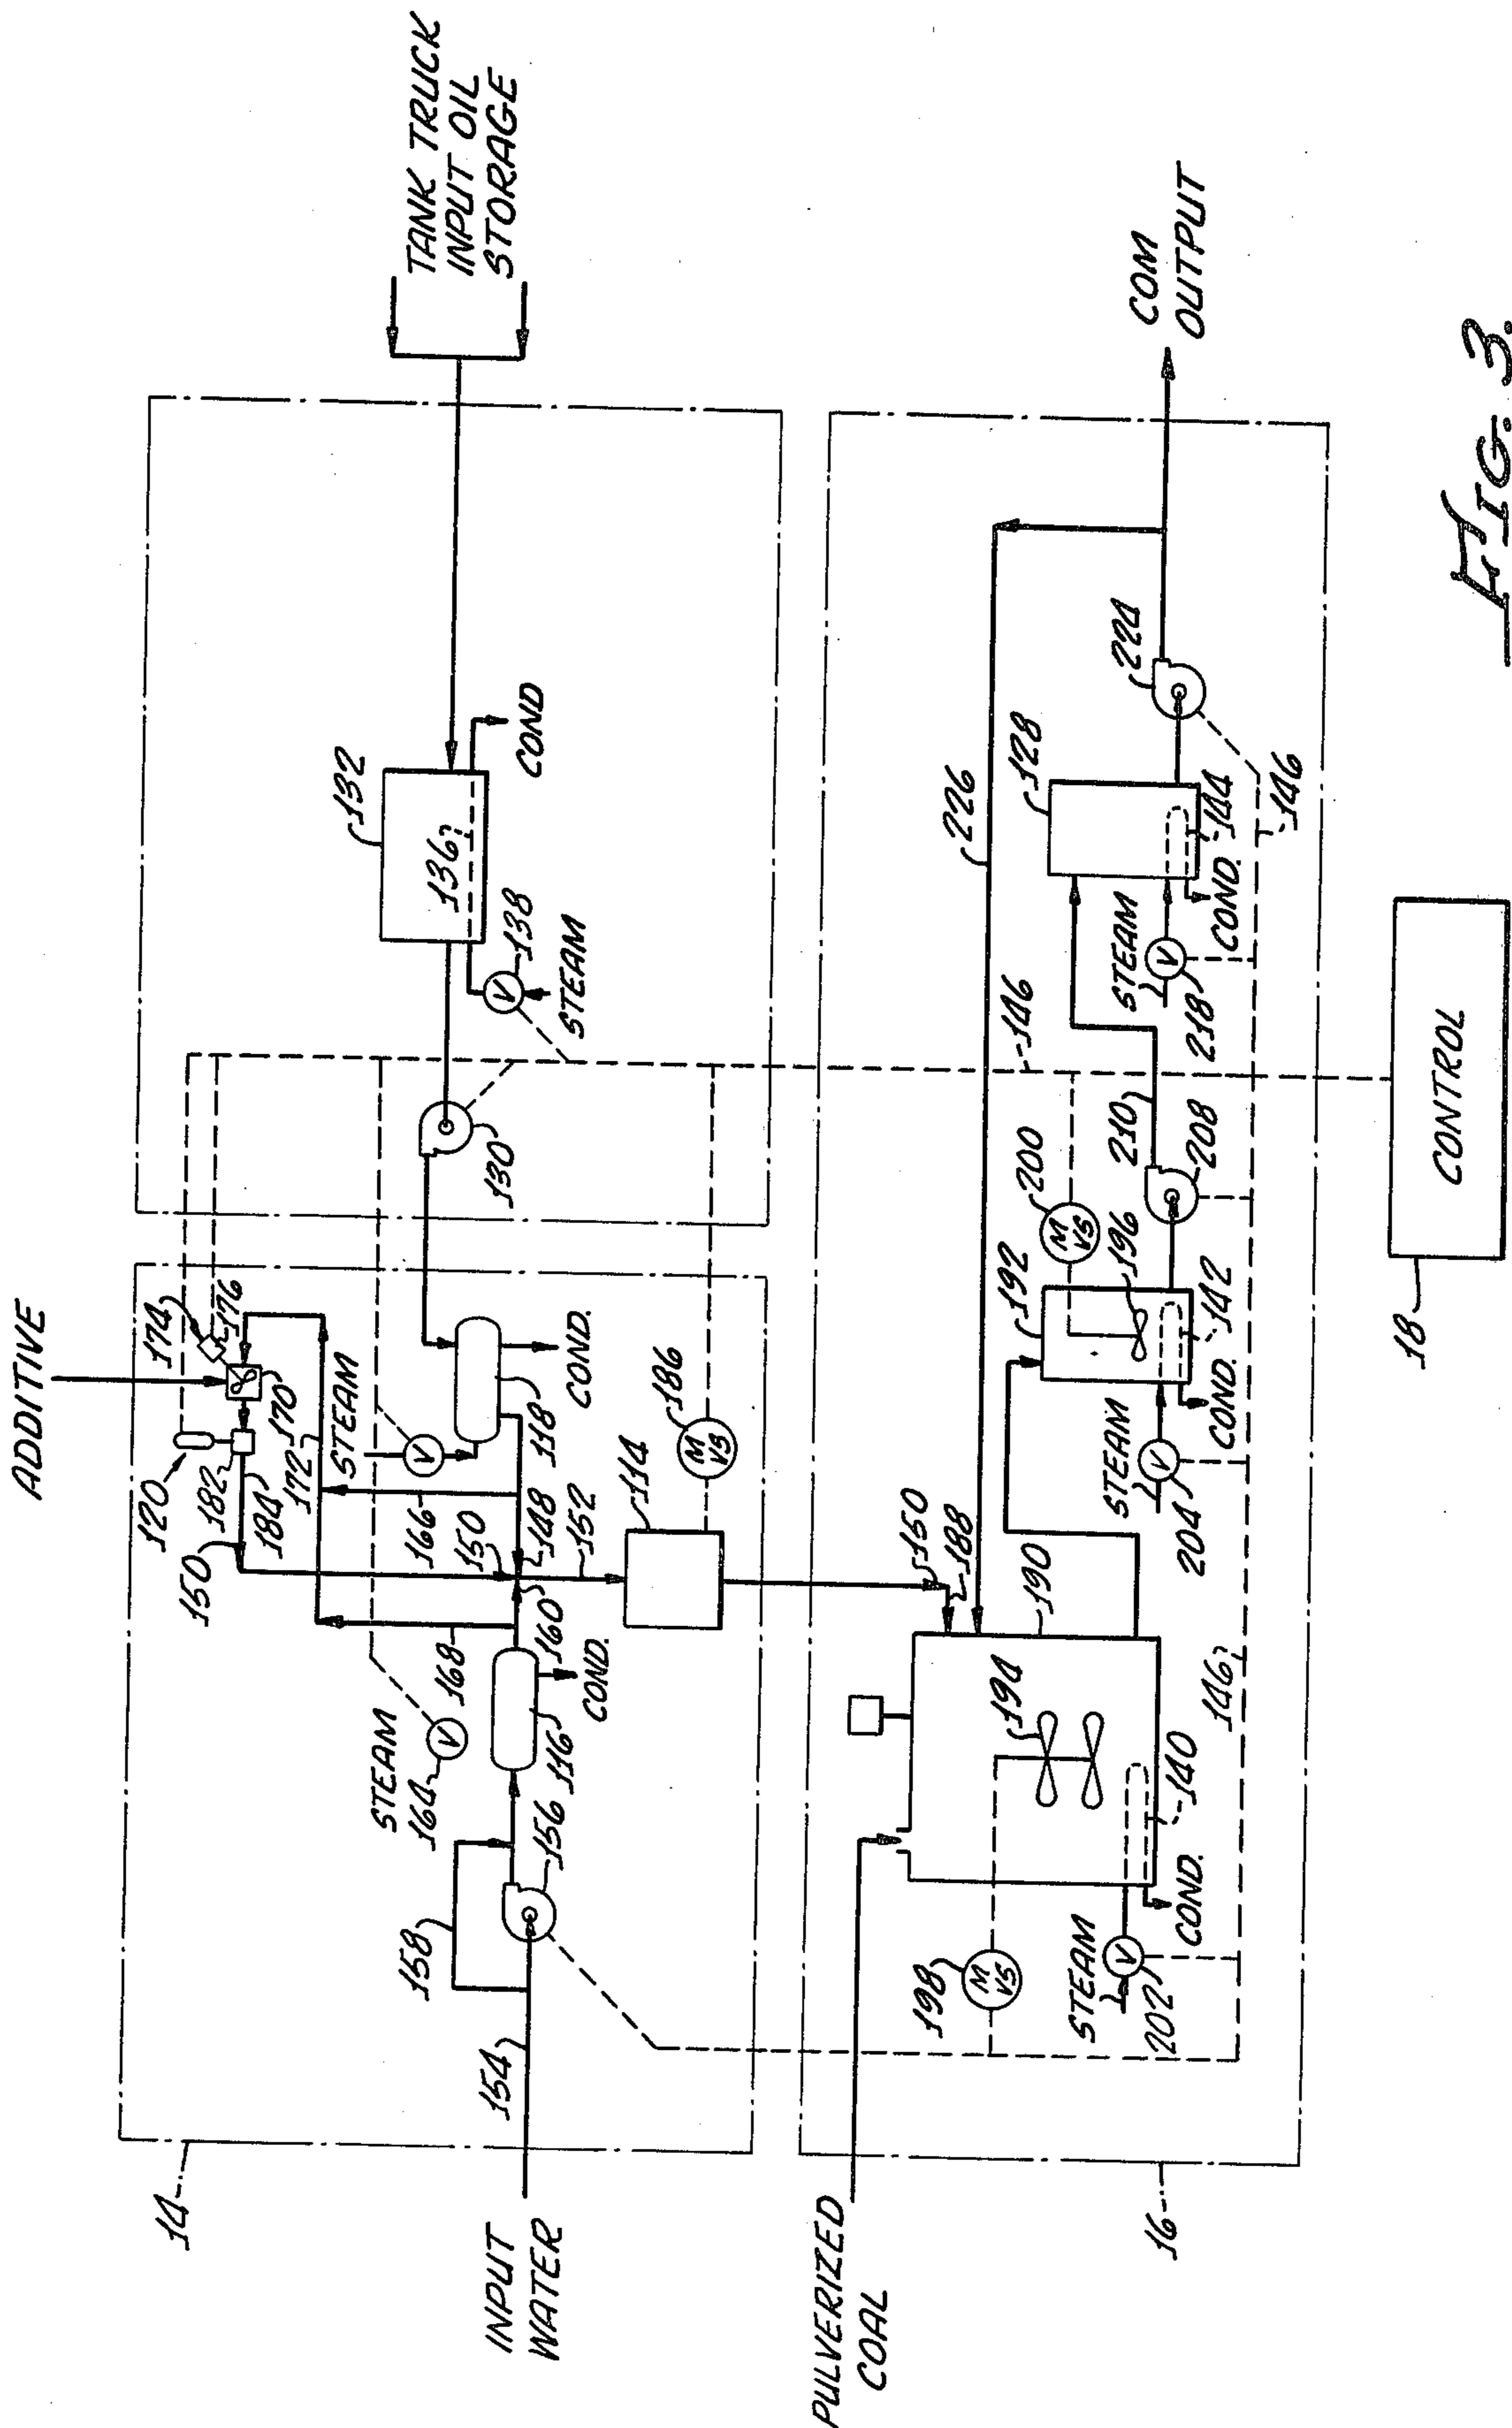 ADDITIVE
TANK TRUCK
INPUT OIL
STORAGE
14
120
174
176
150
182
184
170
172
STEAM
132
136
138
STEAM
COND
130
118
COND.
166
168
150
148
160
152
STEAM
164
116
COND.
114
186
158
156
154
INPUT
WATER
PULVERIZED
COAL
150
188
226
146
190
194
198
M
VS
M
VS
M
VS
V
V
V
V
V
V
STEAM
202
COND.
140
146
192
200
196
STEAM
204
COND.
142
210
208
128
STEAM
218
COND.
144
146
224
COM
OUTPUT
16
18
CONTROL
FIG. 3.